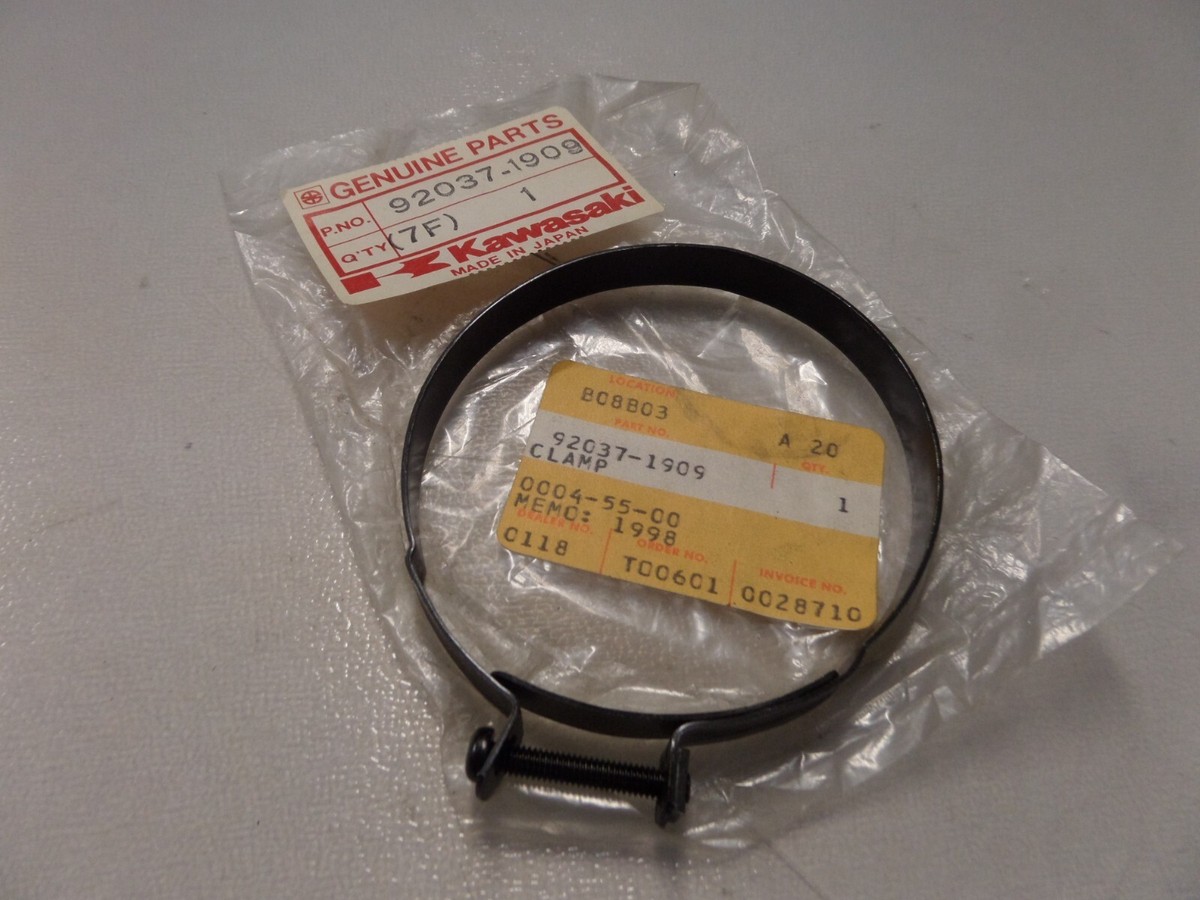 GENUINE PARTS
P.NO. 92037-1909
Q'TY (7F) 1
Kawasaki
MADE IN JAPAN
LOCATION
B08B03 A 20
PART NO. QTY.
92037-1909 1
CLAMP
0004-55-00
MEMO: 1998
DEALER NO. ORDER NO. INVOICE NO.
0118 T00601 0028710